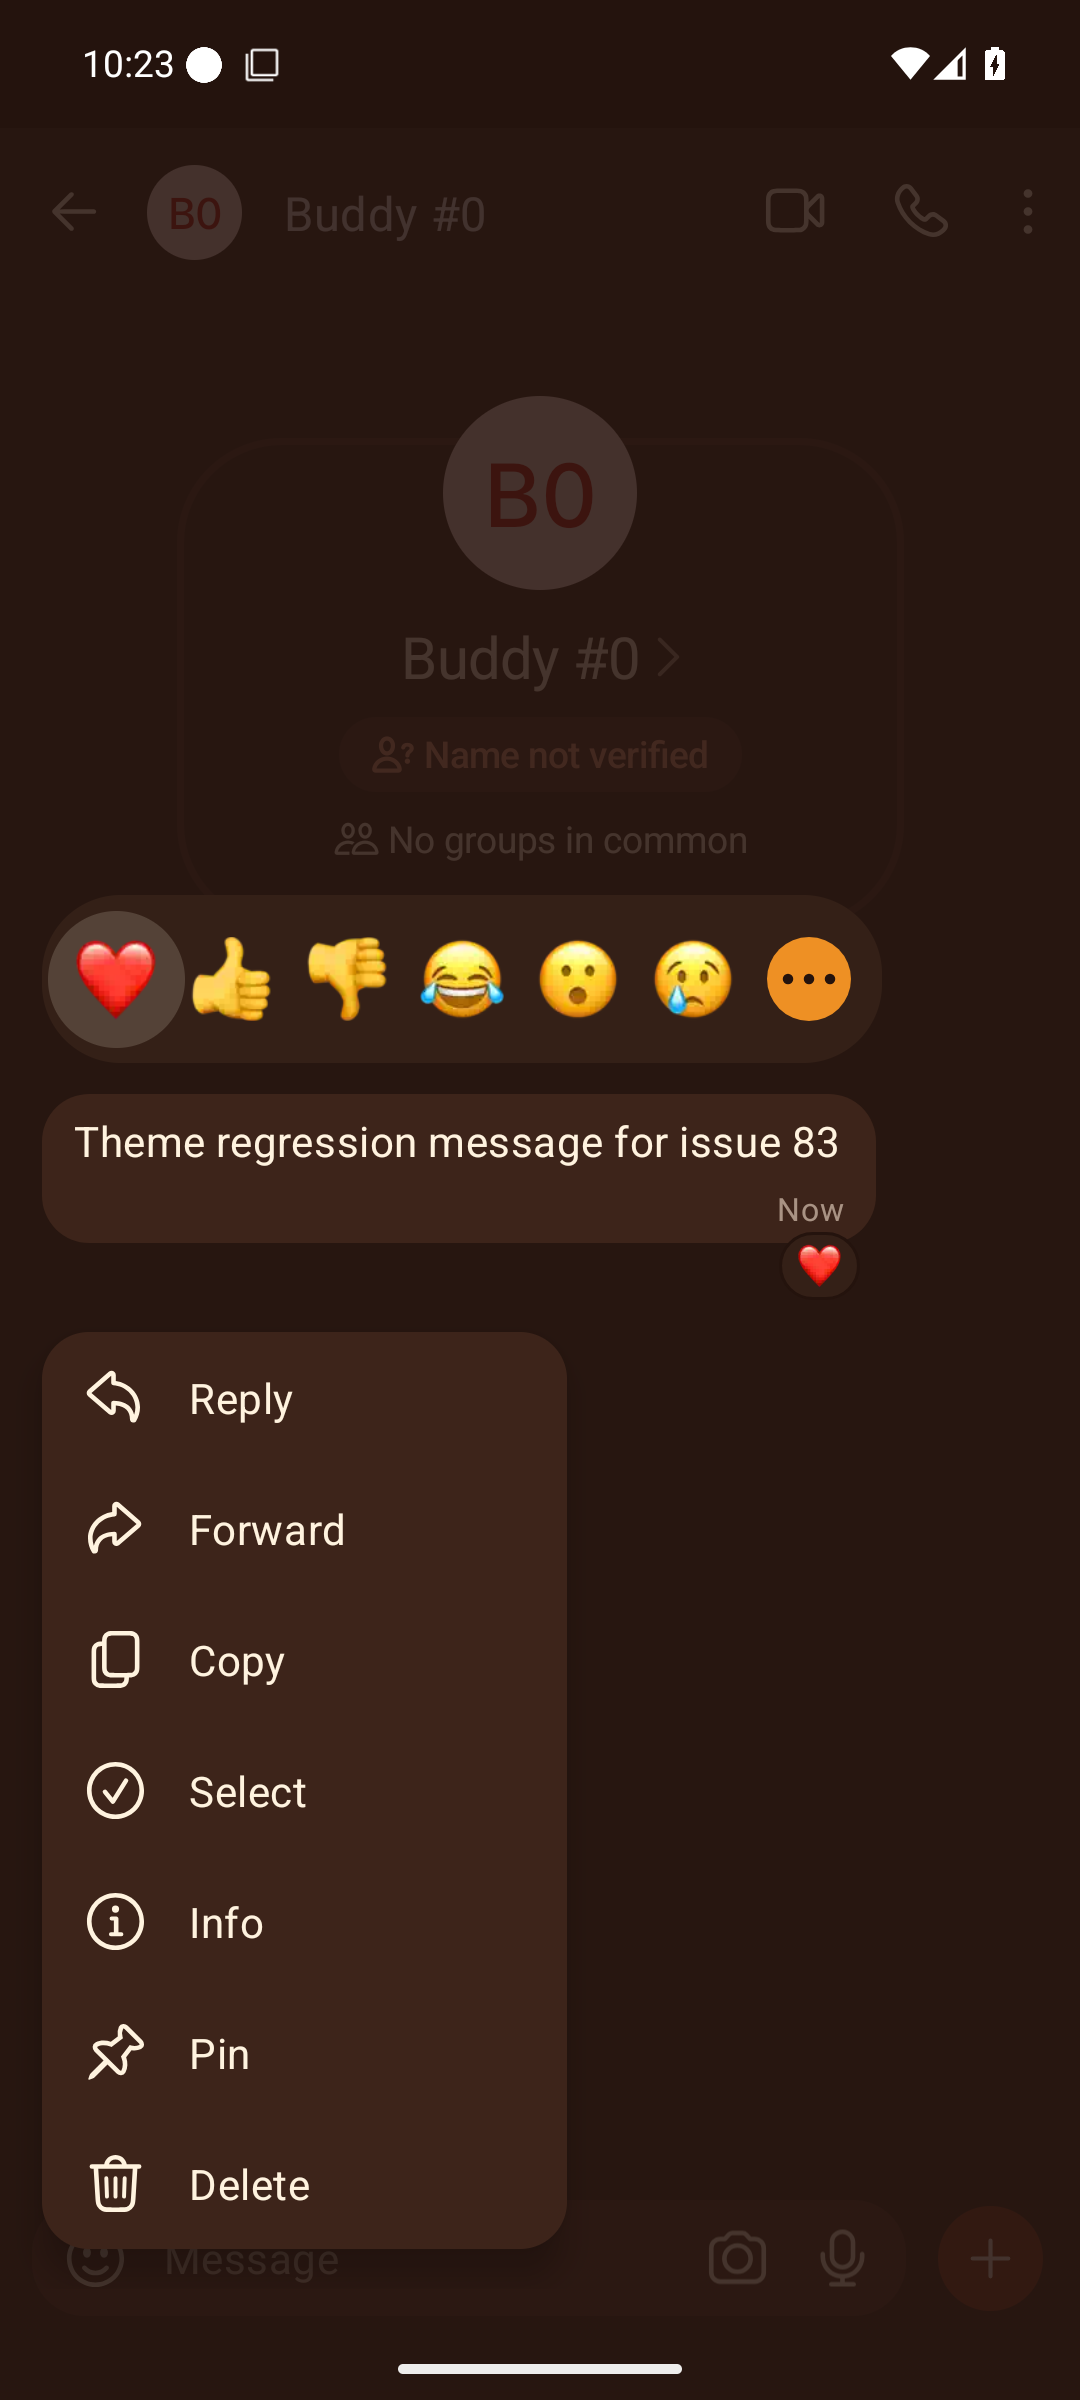 10:23
B0 Buddy #0
B0
Buddy #0
Name not verified
No groups in common
Theme regression message for issue 83
Now
Reply
Forward
Copy
Select
Info
Pin
Delete
Message